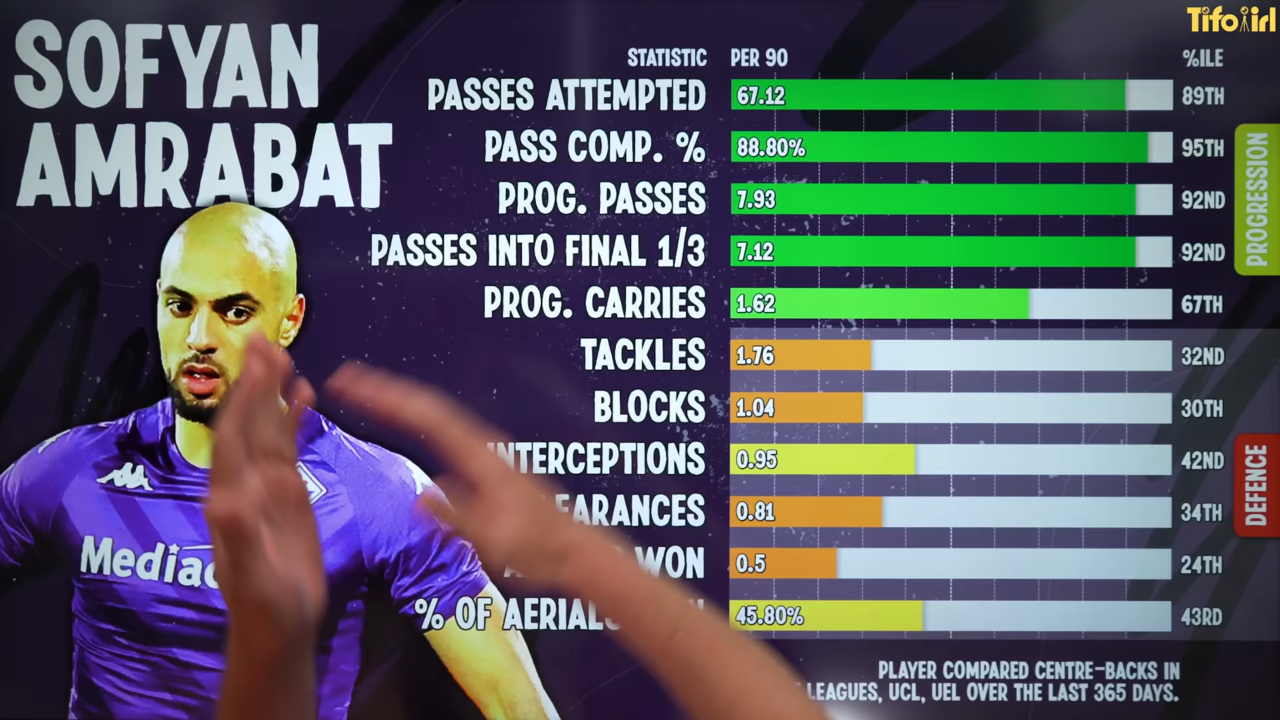 SOFYAN
AMRABAT
Tifo irl
STATISTIC PER 90 %ILE
PASSES ATTEMPTED 67.12 89TH
PASS COMP. % 88.80% 95TH
PROG. PASSES 7.93 92ND
PASSES INTO FINAL 1/3 7.12 92ND
PROG. CARRIES 1.62 67TH
PROGRESSION
TACKLES 1.76 32ND
BLOCKS 1.04 30TH
INTERCEPTIONS 0.95 42ND
0.81 34TH
WON 0.5 24TH
% OF 45.80% 43RD
DEFENCE
PLAYER COMPARED CENTRE-BACKS IN
LEAGUES, UCL, UEL OVER THE LAST 365 DAYS.